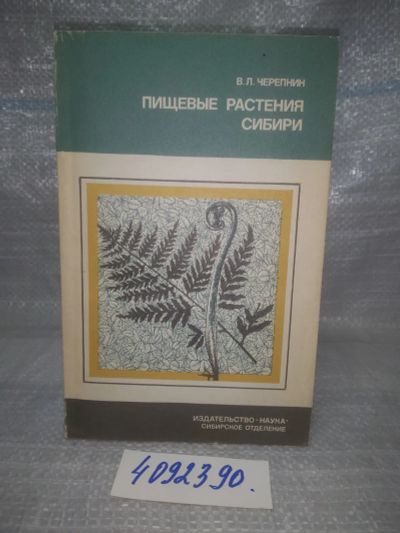 В. Л. ЧЕРЕПНИН
ПИЩЕВЫЕ РАСТЕНИЯ
СИБИРИ
ИЗДАТЕЛЬСТВО «НАУКА»
СИБИРСКОЕ ОТДЕЛЕНИЕ
4092390.